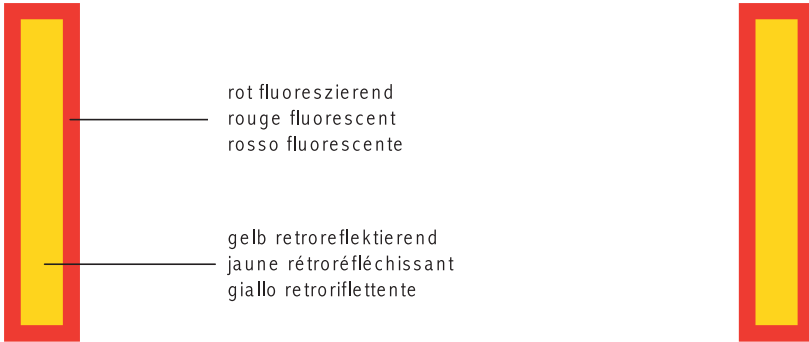 rot fluoreszierend
rouge fluorescent
rosso fluorescente
gelb retroreflektierend
jaune rétroréfléchissant
giallo retroriflettente